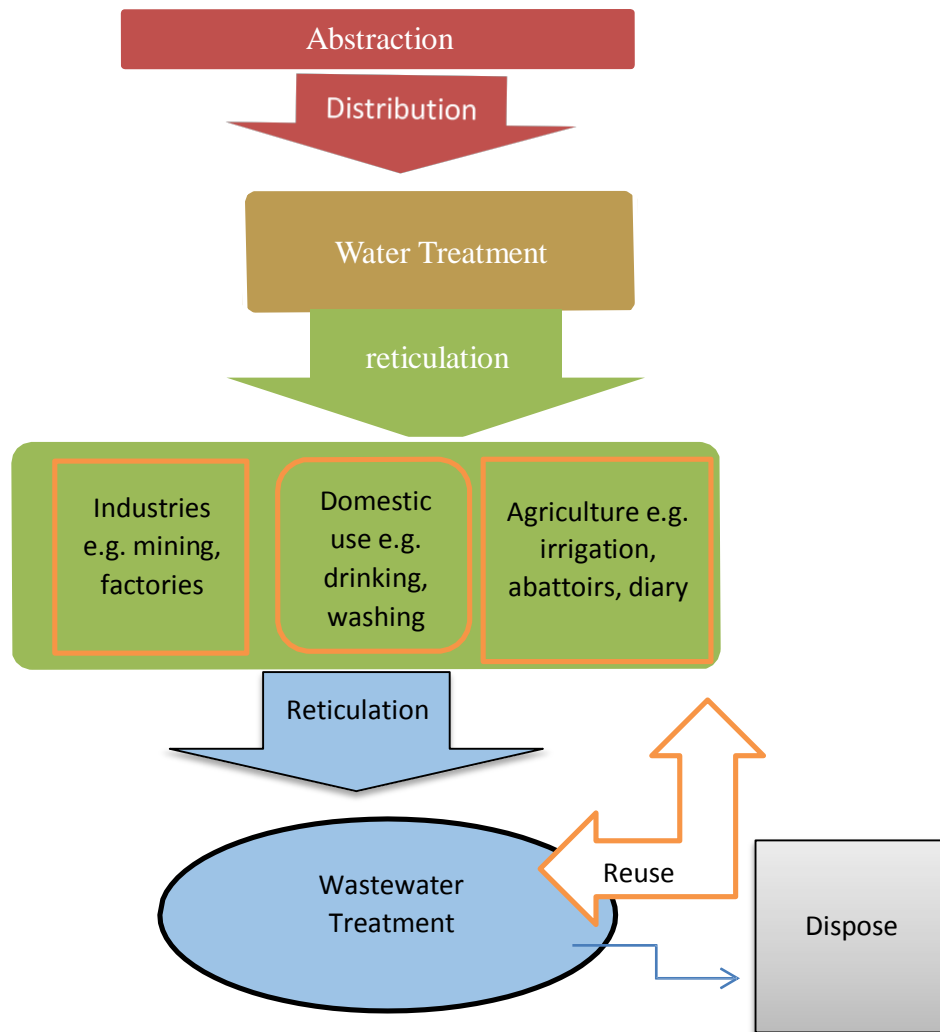 Abstraction
Distribution
Water Treatment
reticulation
Industries
e.g. mining,
factories
Domestic
use e.g.
drinking,
washing
Agriculture e.g.
irrigation,
abattoirs, diary
Reticulation
Wastewater
Treatment
Reuse
Dispose